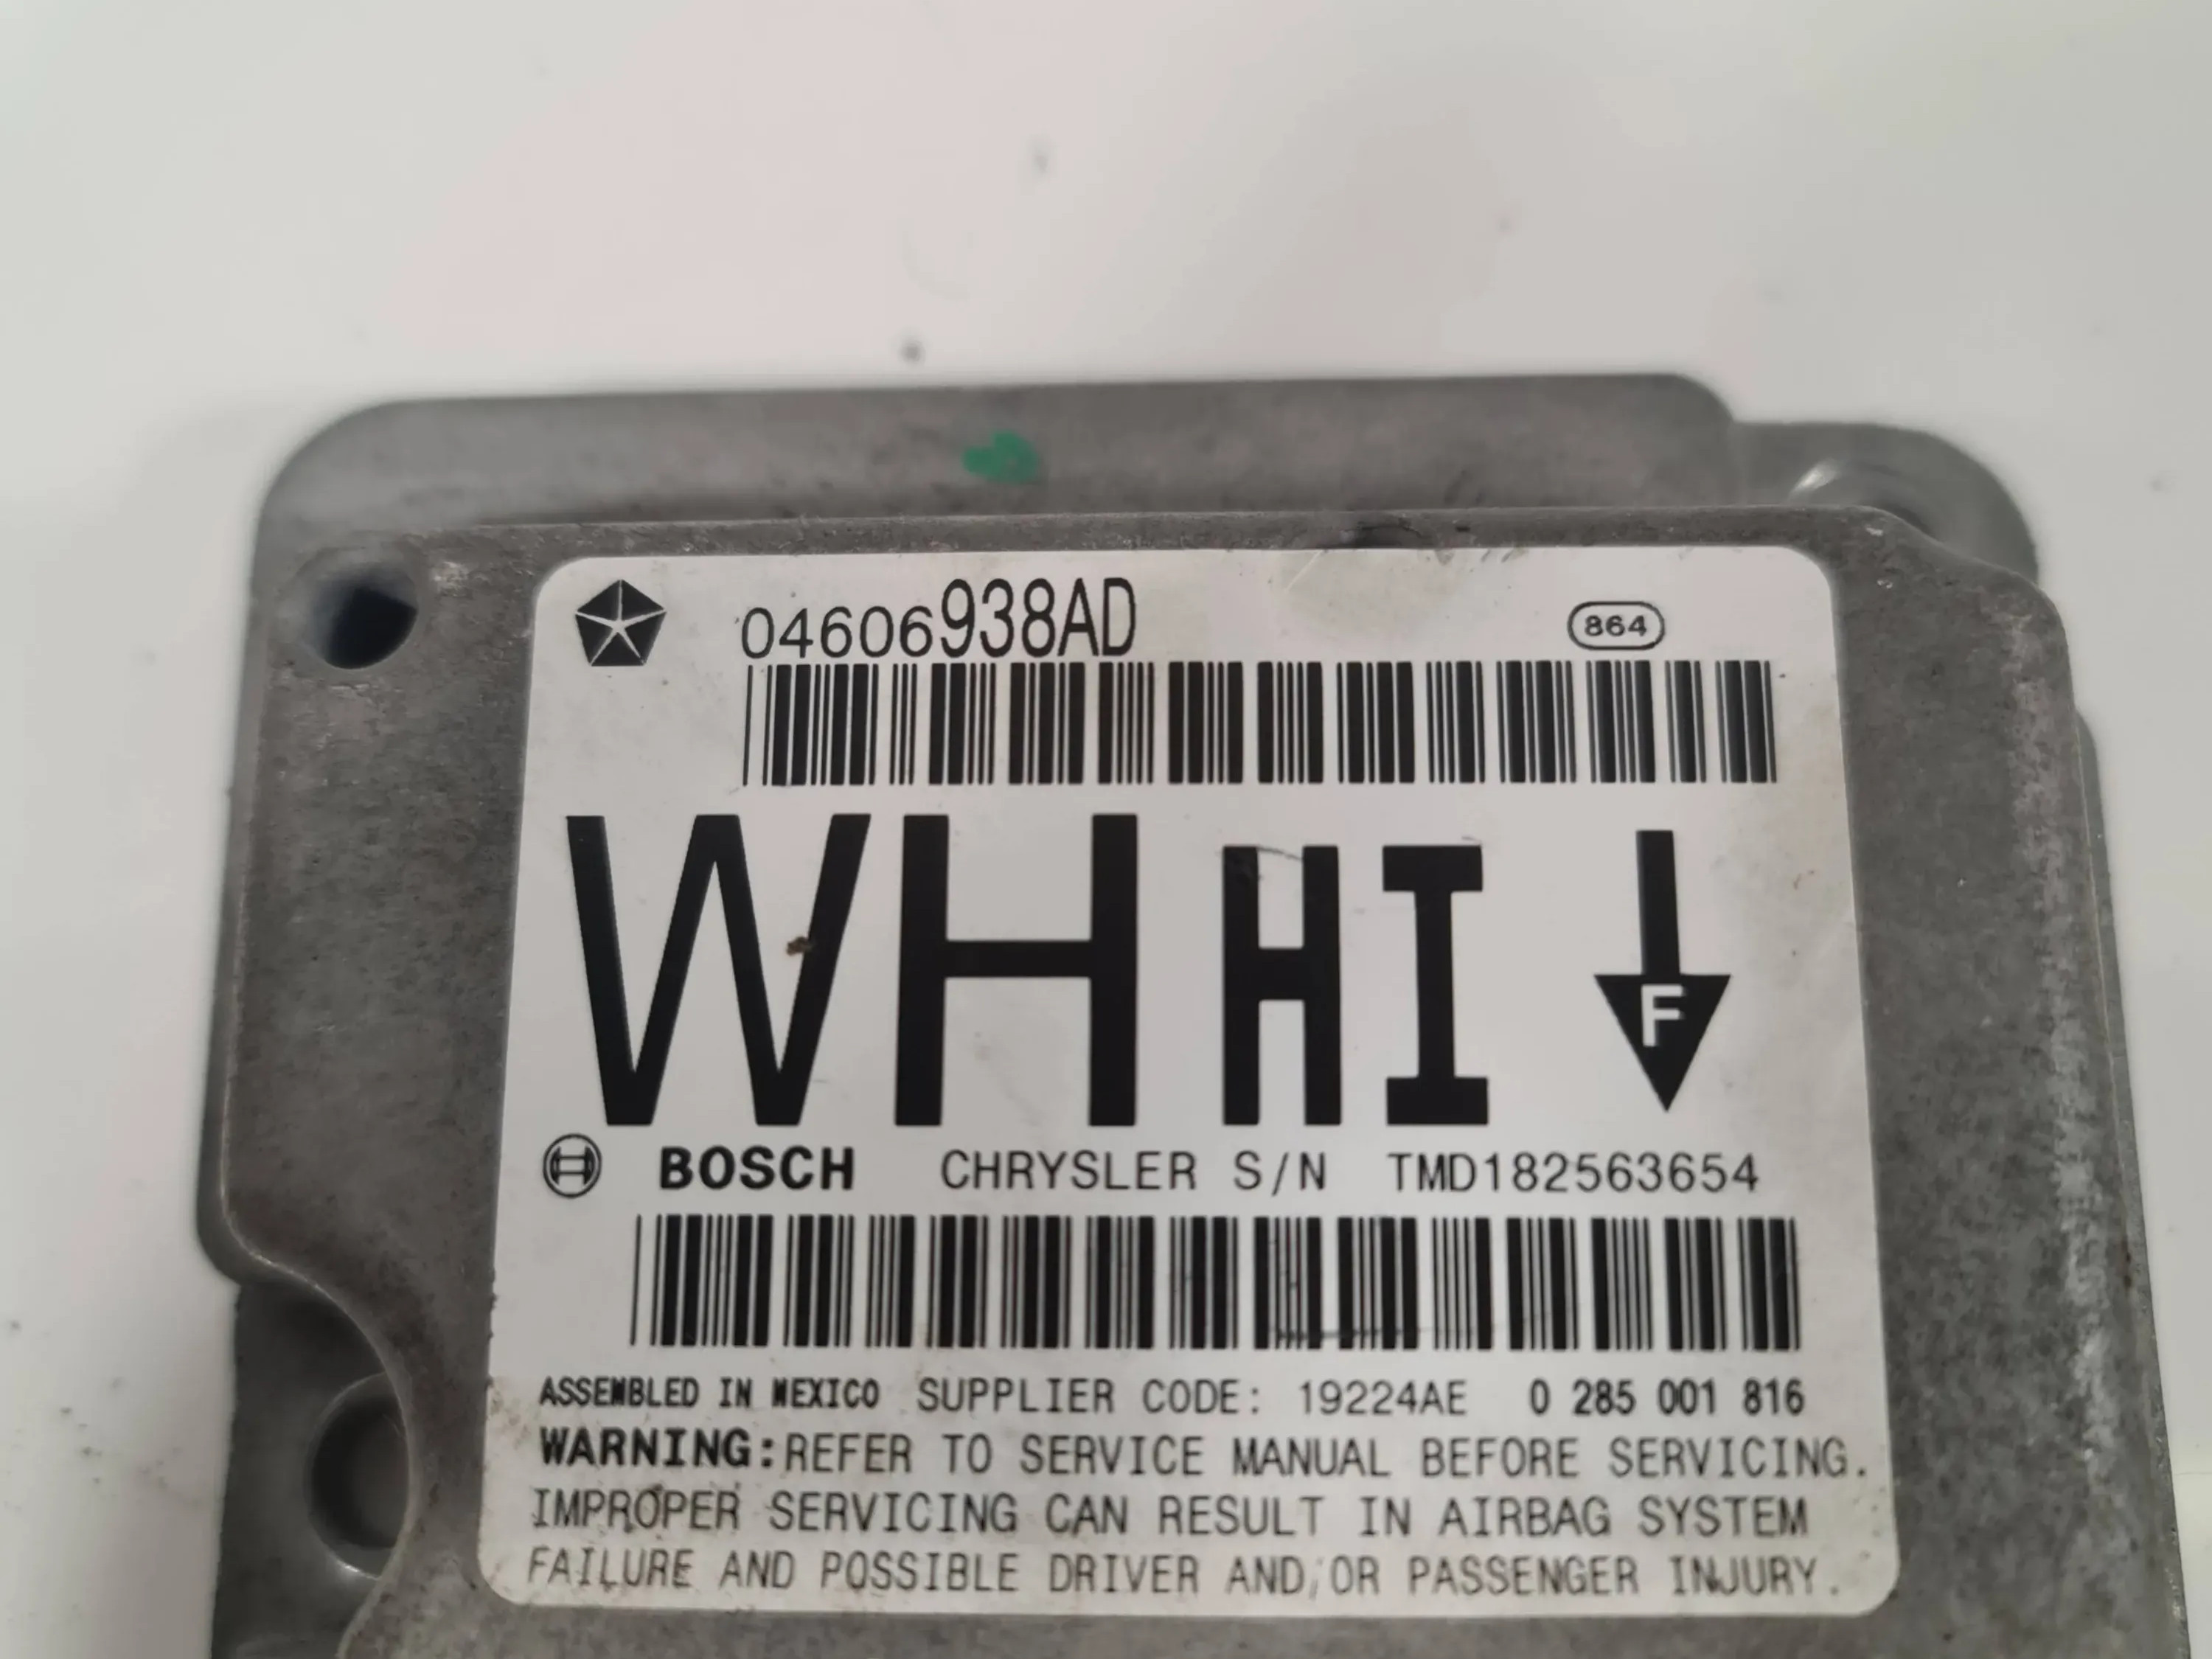 04606938AD 864
WH HI F
BOSCH CHRYSLER S/N TMD182563654
ASSEMBLED IN MEXICO SUPPLIER CODE: 19224AE 0 285 001 816
WARNING:REFER TO SERVICE MANUAL BEFORE SERVICING.
IMPROPER SERVICING CAN RESULT IN AIRBAG SYSTEM
FAILURE AND POSSIBLE DRIVER AND/OR PASSENGER INJURY.